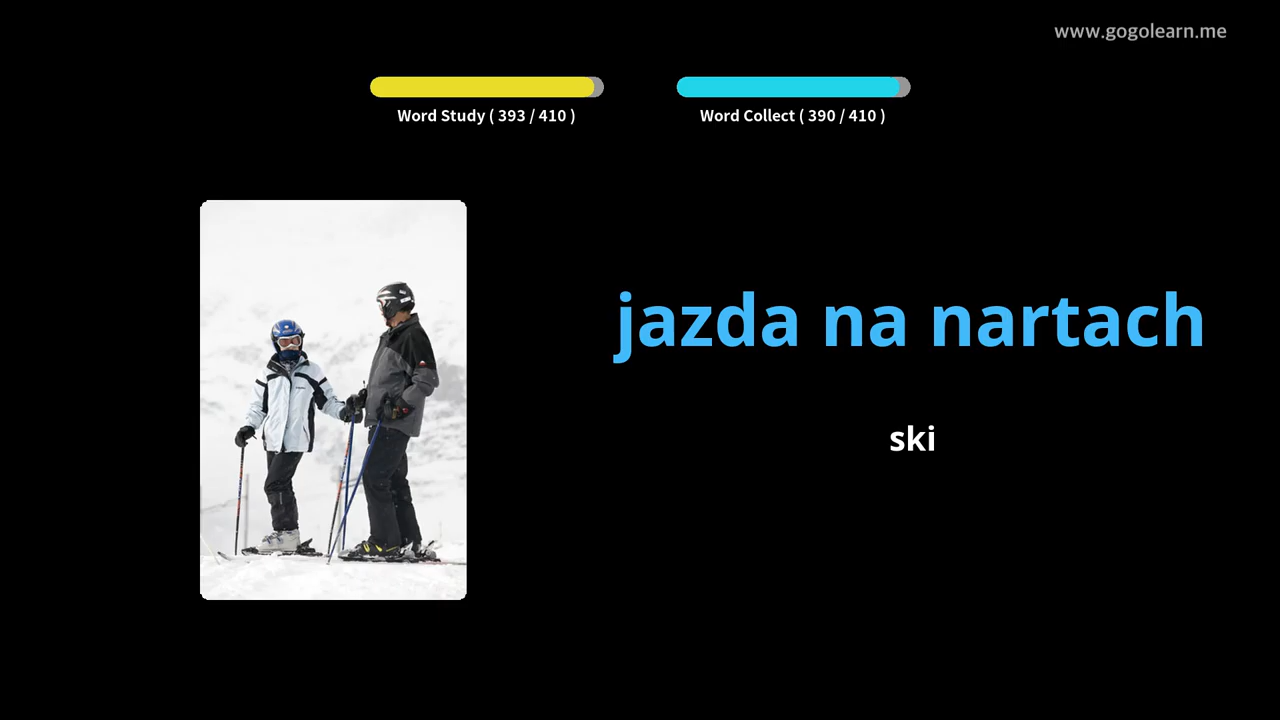 www.gogolearn.me
Word Study ( 393 / 410 )
Word Collect ( 390 / 410 )
jazda na nartach
ski